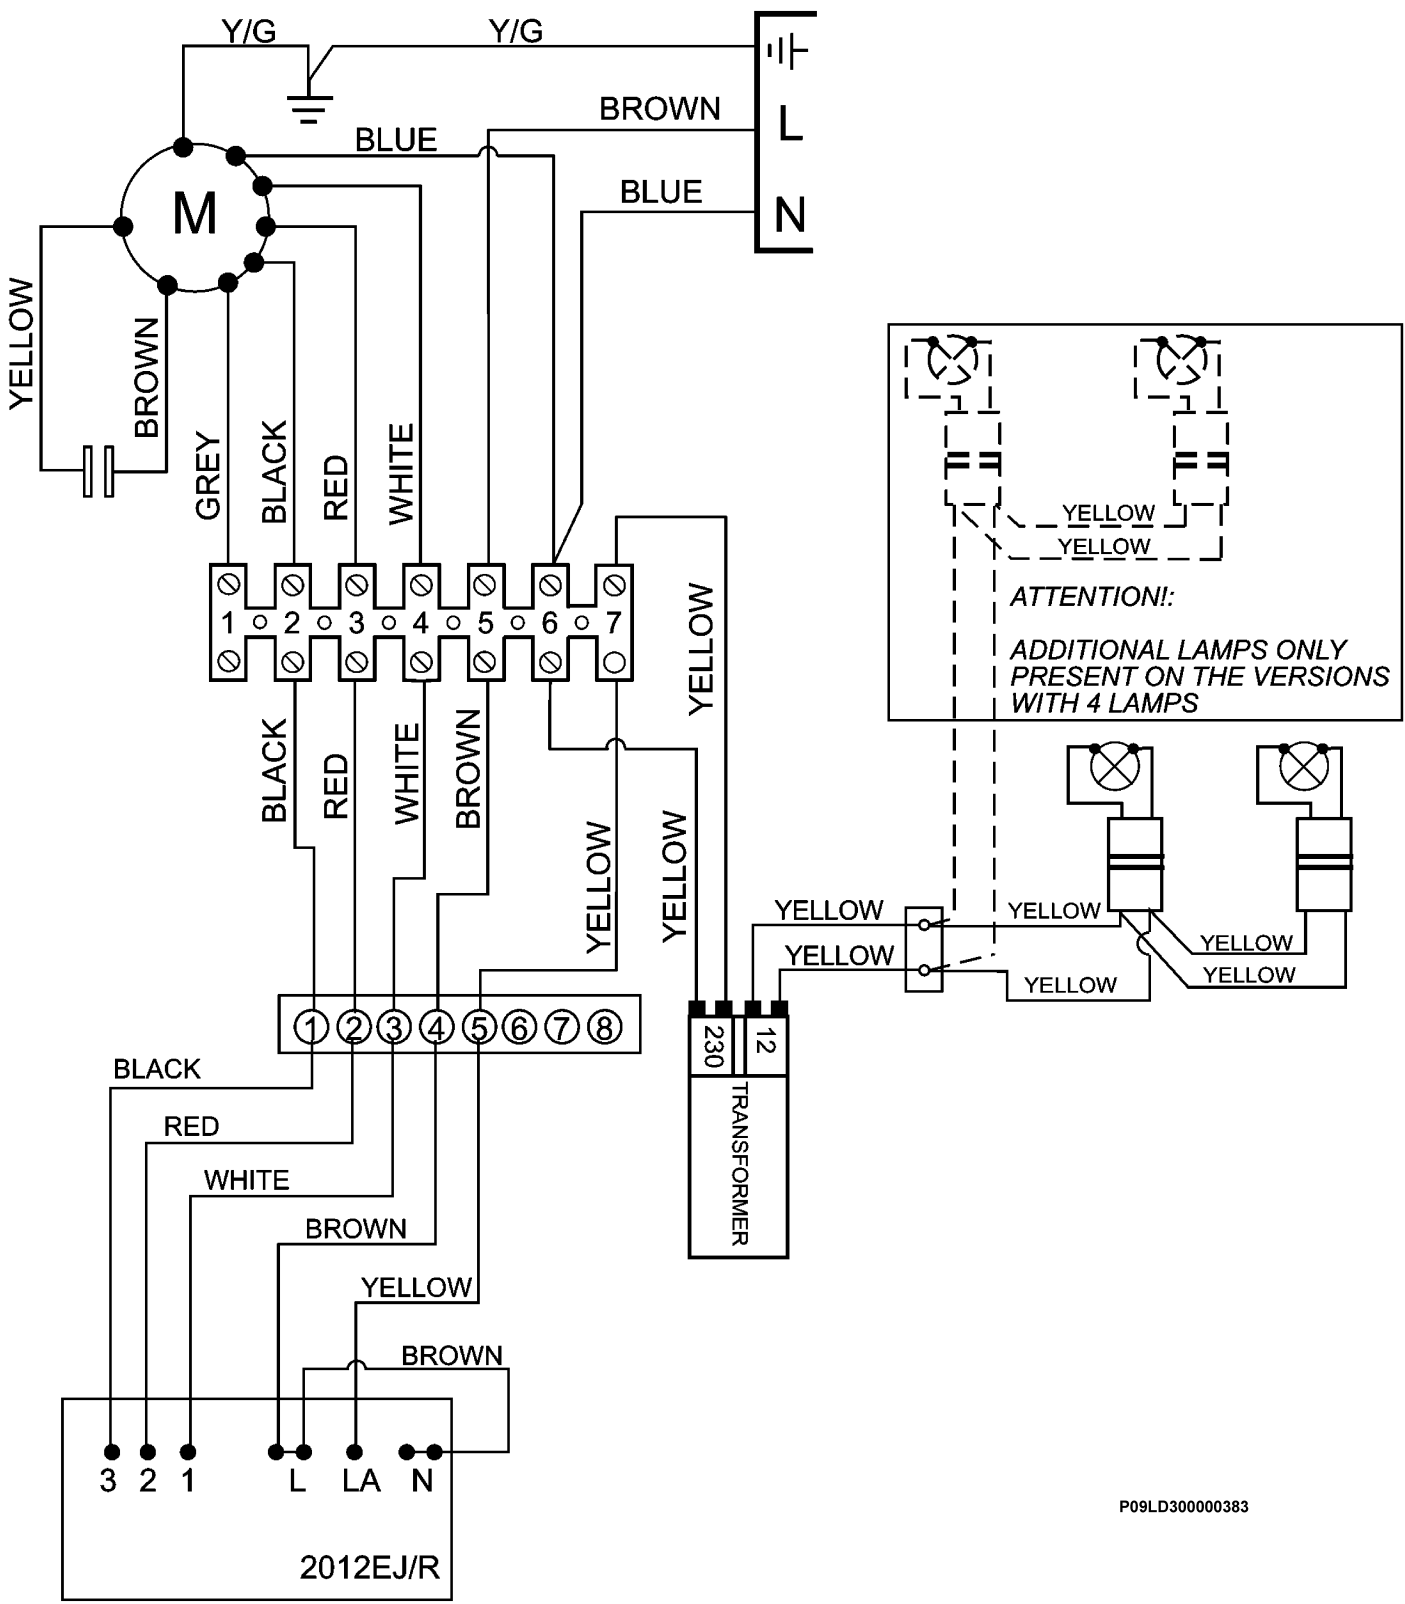 Y/G
Y/G
BROWN
L
BLUE
M
BLUE
N
YELLOW
BROWN
GREY
BLACK
RED
WHITE
YELLOW
YELLOW
ATTENTION!:
ADDITIONAL LAMPS ONLY
PRESENT ON THE VERSIONS
WITH 4 LAMPS
1 2 3 4 5 6 7
YELLOW
BLACK
RED
WHITE
BROWN
YELLOW
YELLOW
YELLOW
YELLOW
YELLOW
YELLOW
YELLOW
YELLOW
1 2 3 4 5 6 7 8
230
12
TRANSFORMER
BLACK
RED
WHITE
BROWN
YELLOW
BROWN
3 2 1 L LA N
2012EJ/R
P09LD300000383